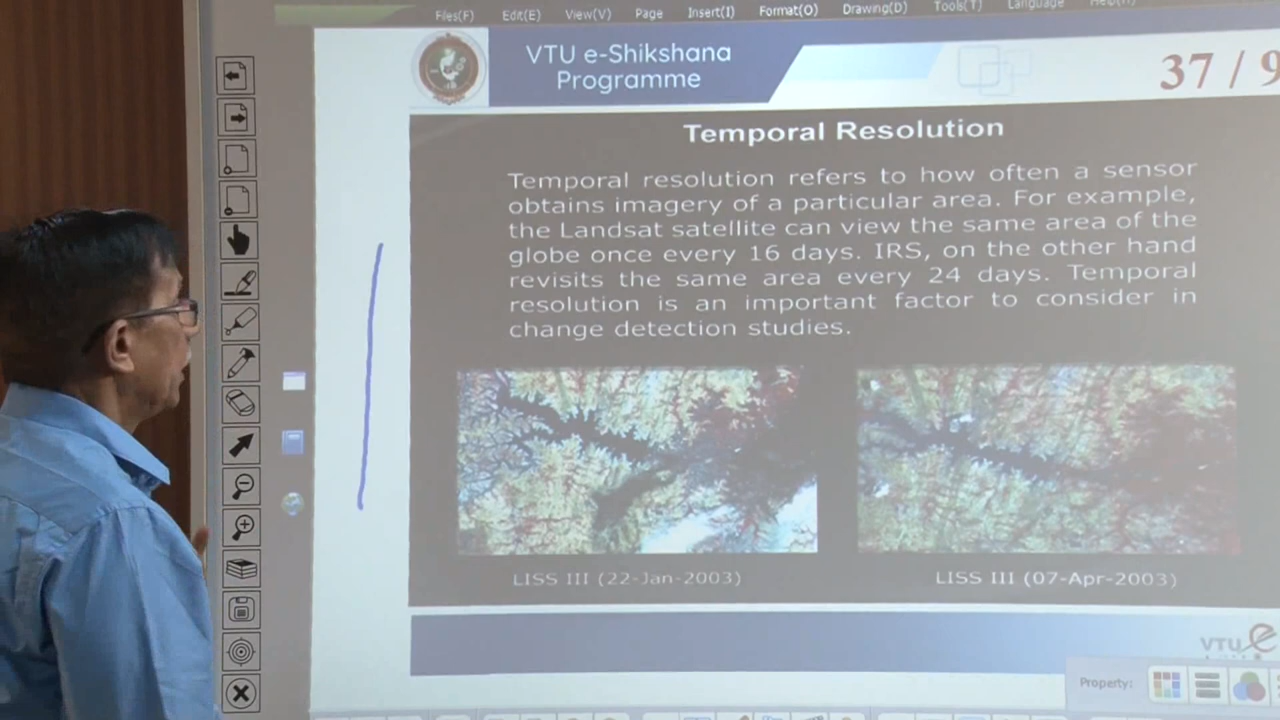 Files(F) Edit(E) View(V) Page Insert(I) Format(O) Drawing(D) Tools(T) Language Help(H)
VTU e-Shikshana
Programme
37 / 9
Temporal Resolution
Temporal resolution refers to how often a sensor
obtains imagery of a particular area. For example,
the Landsat satellite can view the same area of the
globe once every 16 days. IRS, on the other hand
revisits the same area every 24 days. Temporal
resolution is an important factor to consider in
change detection studies.
LISS III (22-Jan-2003)
LISS III (07-Apr-2003)
VTU e
Property: